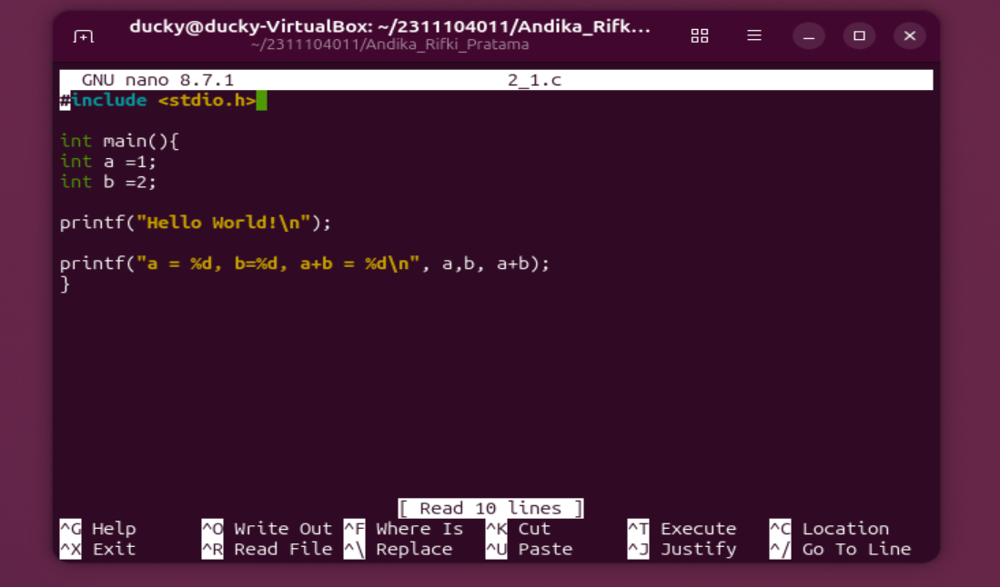 ducky@ducky-VirtualBox: ~/2311104011/Andika_Rifk...
~/2311104011/Andika_Rifki_Pratama
GNU nano 8.7.1 2_1.c
#include <stdio.h>
int main(){
int a =1;
int b =2;
printf("Hello World!\n");
printf("a = %d, b=%d, a+b = %d\n", a,b, a+b);
}
[ Read 10 lines ]
^G Help ^O Write Out ^F Where Is ^K Cut ^T Execute ^C Location
^X Exit ^R Read File ^\ Replace ^U Paste ^J Justify ^/ Go To Line